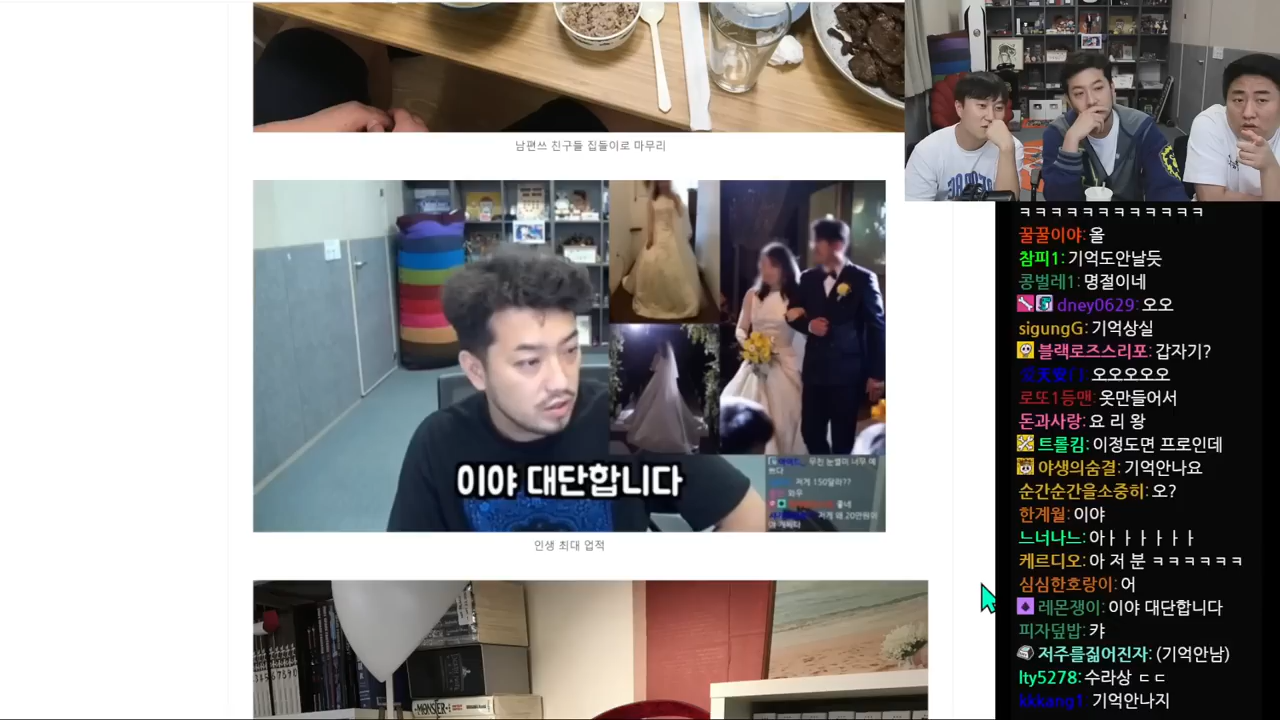 남편쓰 친구들 집들이로 마무리
이야 대단합니다
인생 최대 업적
MONSTER
ㅋㅋㅋㅋㅋㅋㅋㅋㅋㅋㅋㅋ
꿀꿀이야: 올
참피1: 기억도안날듯
콩벌레1: 명절이네
dney0629: 오오
sigungG: 기억상실
블랙로즈스리포: 갑자기?
오오오오오
로또1등맨: 옷만들어서
돈과사랑: 요 리 왕
트롤킴: 이정도면 프로인데
야생의숨결: 기억안나요
순간순간을소중히: 오?
한계월: 이야
느너나느: 아ㅏㅏㅏㅏㅏㅏ
케르디오: 아 저 분 ㅋㅋㅋㅋㅋㅋ
심심한호랑이: 어
레몬쟁이: 이야 대단합니다
피자덮밥: 캬
저주를짊어진자: (기억안남)
lty5278: 수라상 ㄷㄷ
kkkang1: 기억안나지